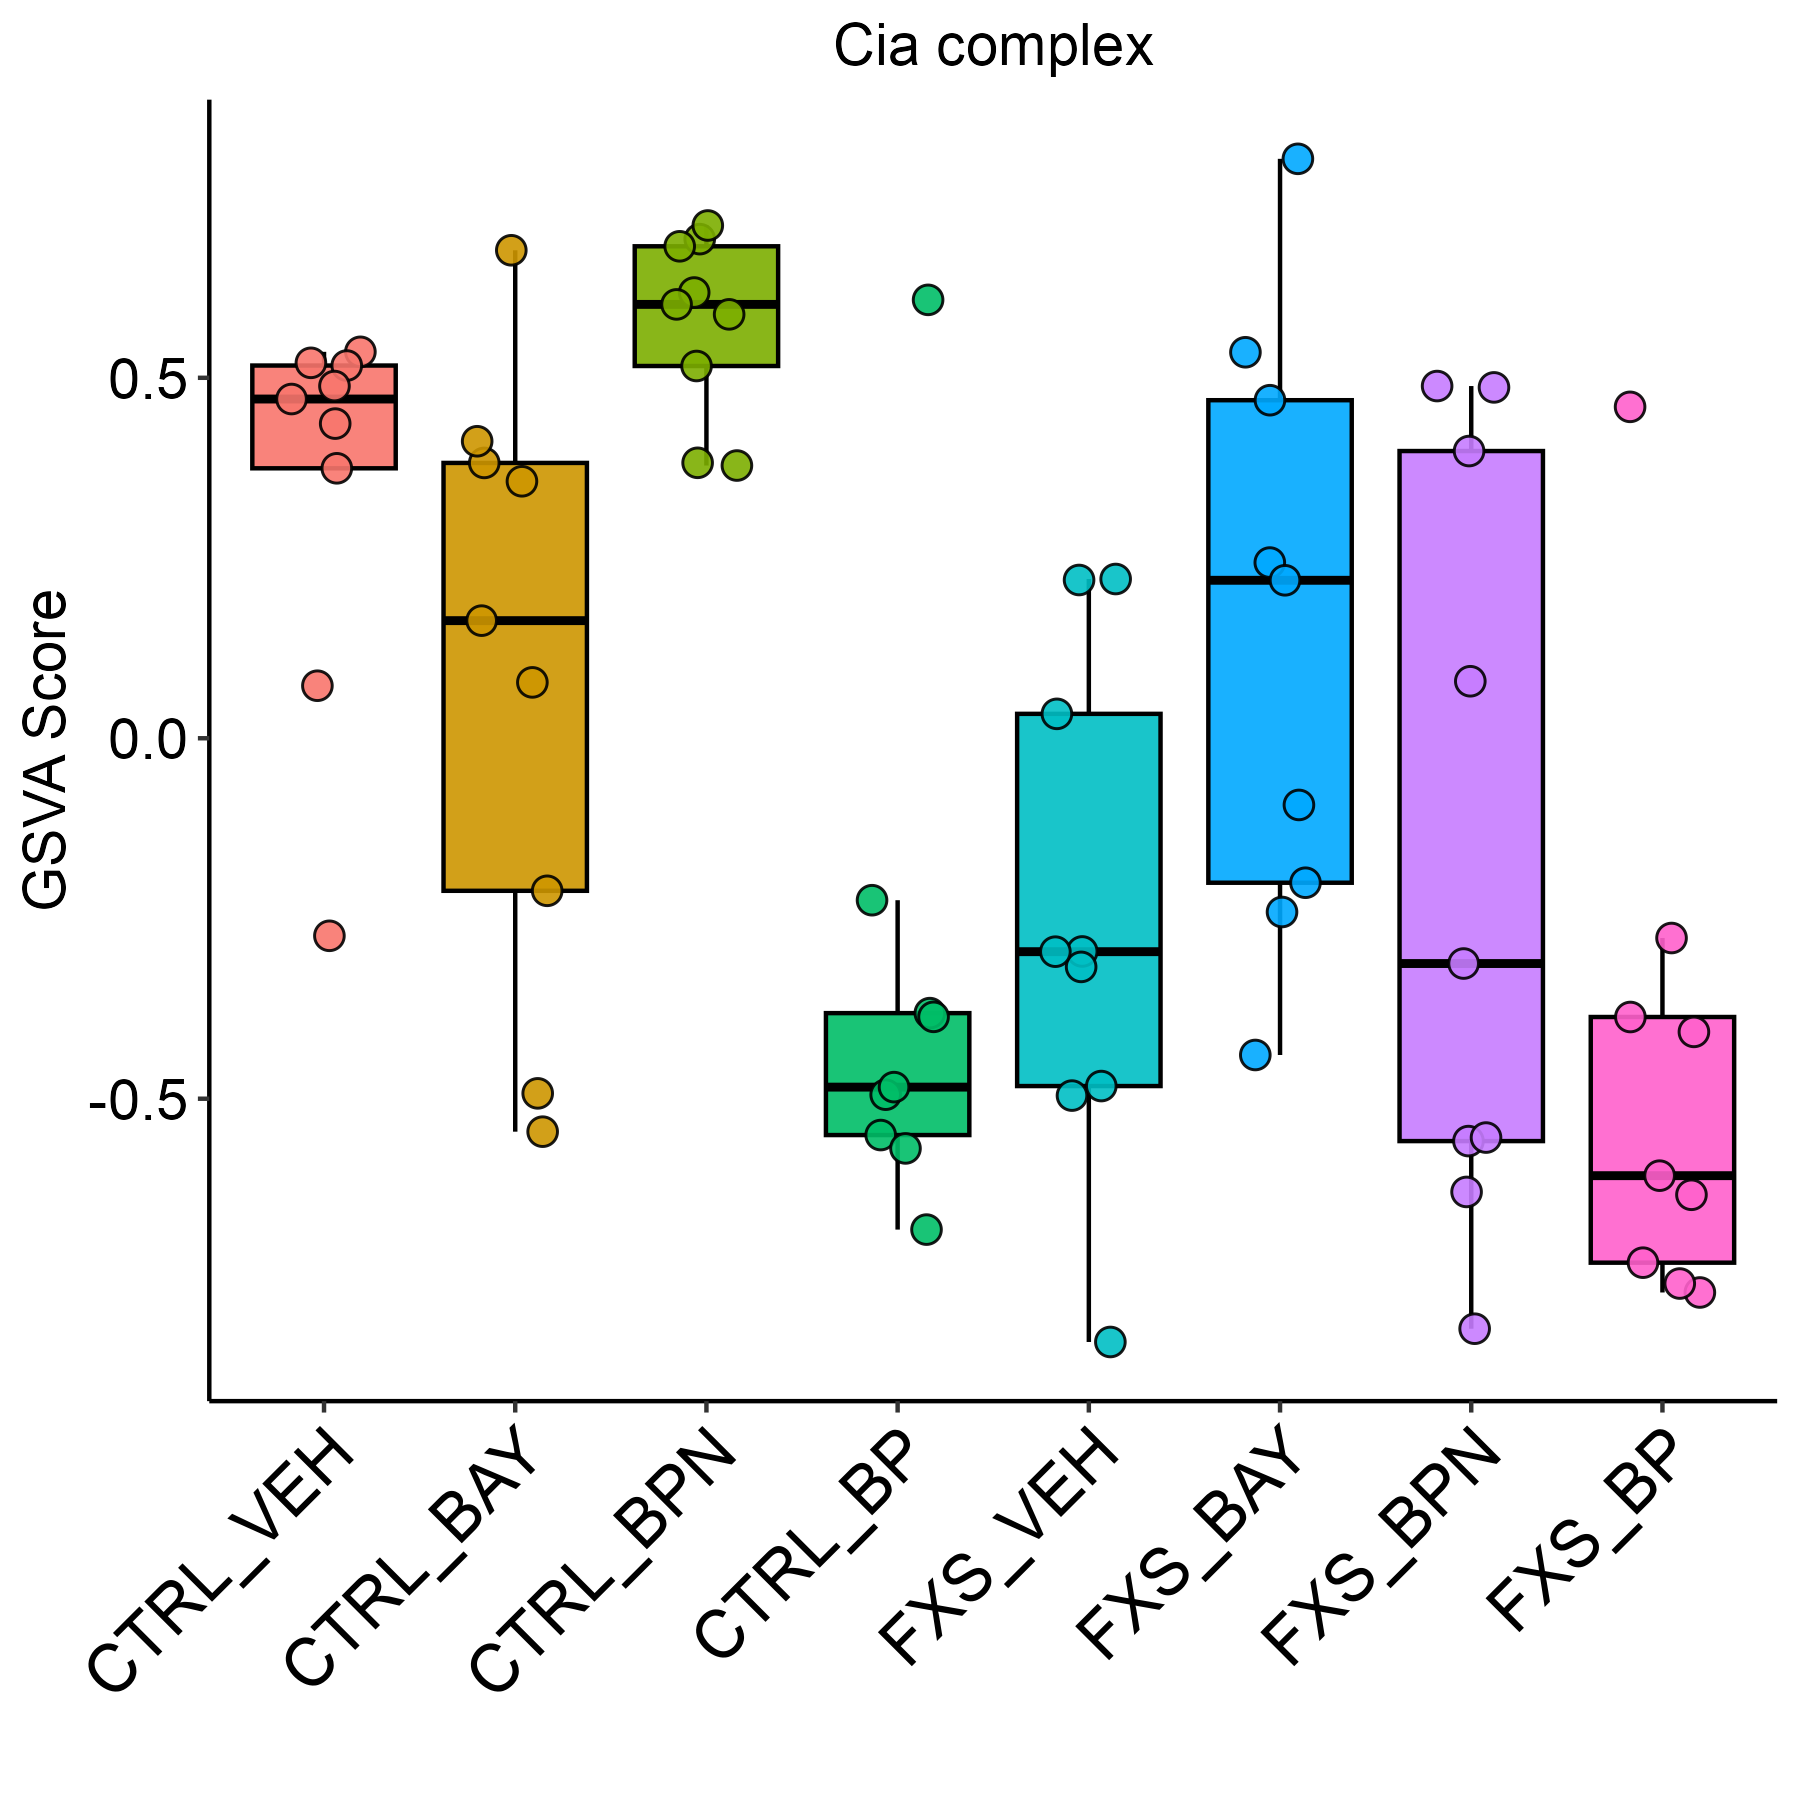 Cia complex
GSVA Score
0.5
0.0
-0.5
CTRL_VEH
CTRL_BAY
CTRL_BPN
CTRL_BP
FXS_VEH
FXS_BAY
FXS_BPN
FXS_BP